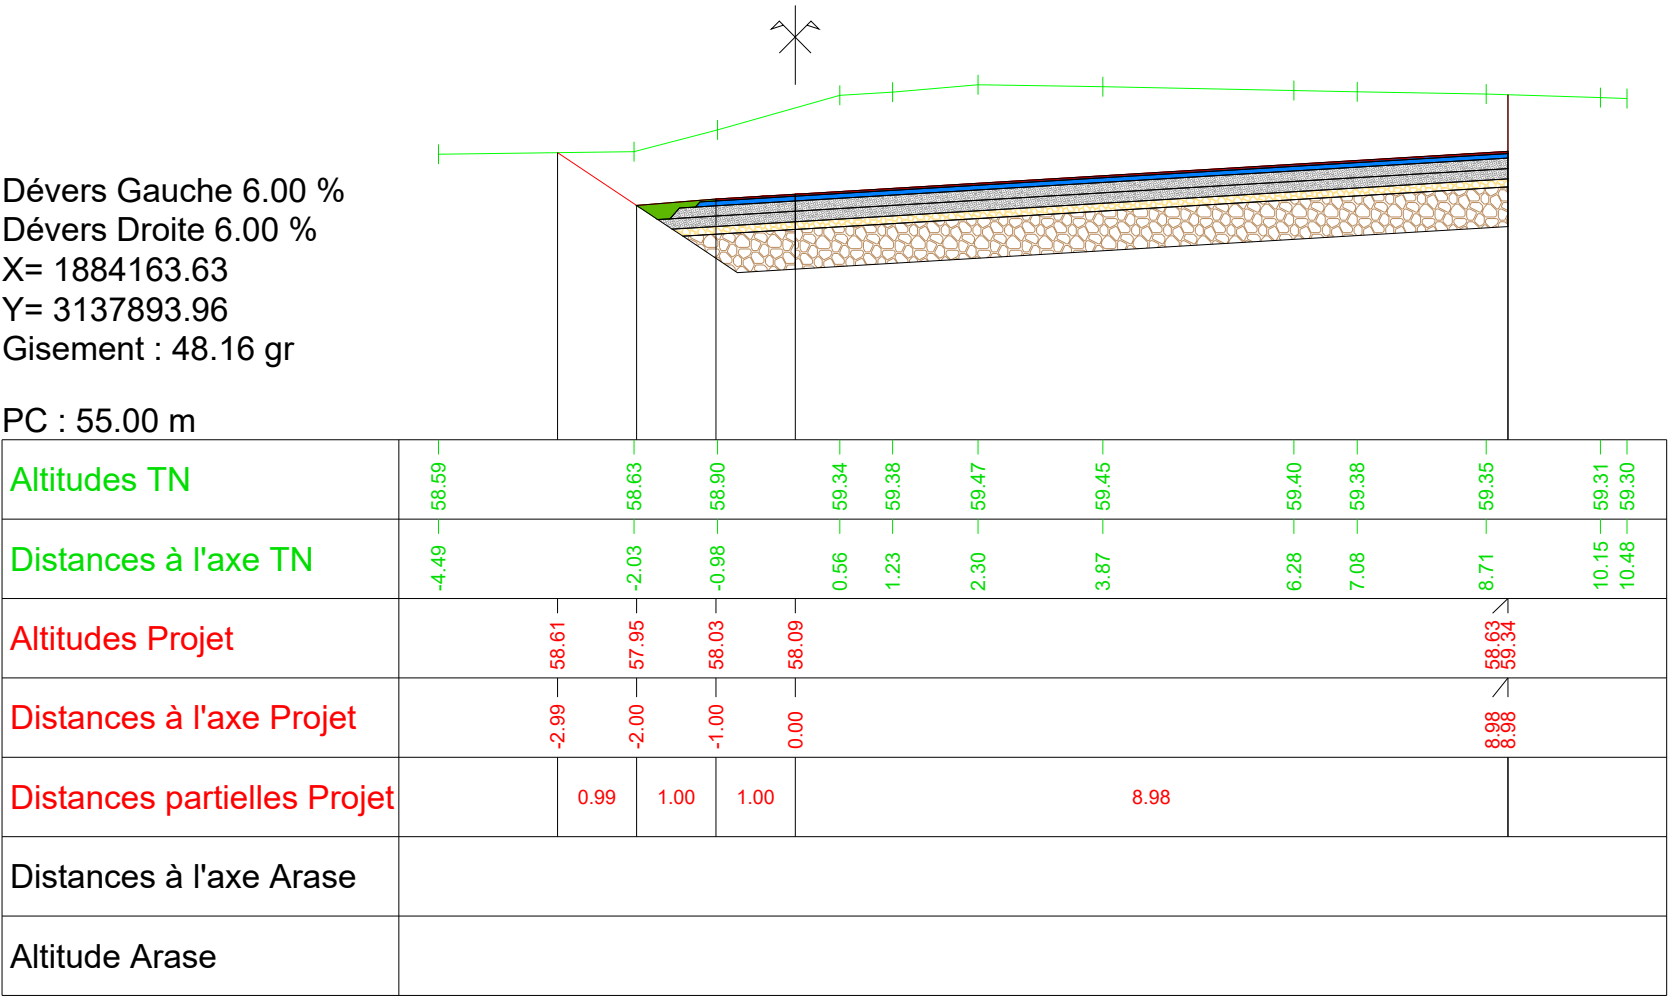 Dévers Gauche 6.00 %
Dévers Droite 6.00 %
X= 1884163.63
Y= 3137893.96
Gisement : 48.16 gr
PC : 55.00 m
Altitudes TN 58.59 58.63 58.90 59.34 59.38 59.47 59.45 59.40 59.38 59.35 59.31 59.30
Distances à l'axe TN -4.49 -2.03 -0.98 0.56 1.23 2.30 3.87 6.28 7.08 8.71 10.15 10.48
Altitudes Projet 58.61 57.95 58.03 58.09 58.63 59.34
Distances à l'axe Projet -2.99 -2.00 -1.00 0.00 8.98 8.98
Distances partielles Projet 0.99 1.00 1.00 8.98
Distances à l'axe Arase
Altitude Arase